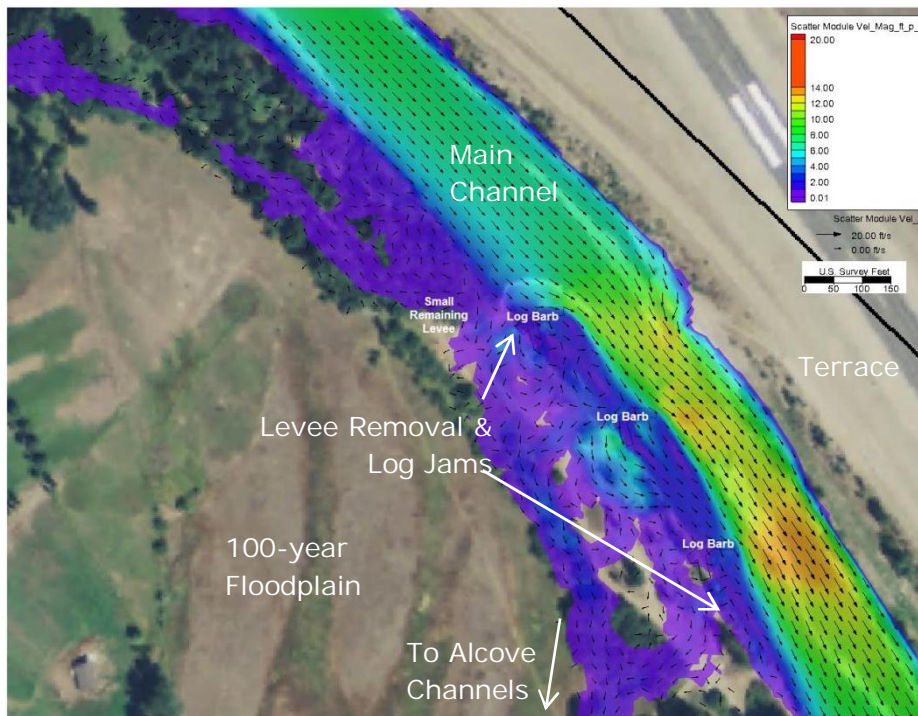 Scatter Module Vel_Mag_ft_p_
20.00
14.00
12.00
10.00
8.00
6.00
4.00
2.00
0.01
Scatter Module Vel_
20.00 ft/s
0.00 ft/s
U.S. Survey Feet
0 50 100 150
Main
Channel
Small
Remaining
Levee
Log Barb
Terrace
Levee Removal &
Log Jams
Log Barb
100-year
Floodplain
Log Barb
To Alcove
Channels